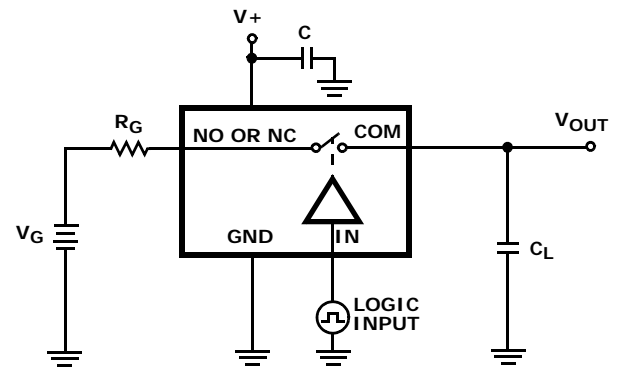 V+
C
RG
NO OR NC
COM
VOUT
VG
GND
IN
CL
LOGIC
INPUT